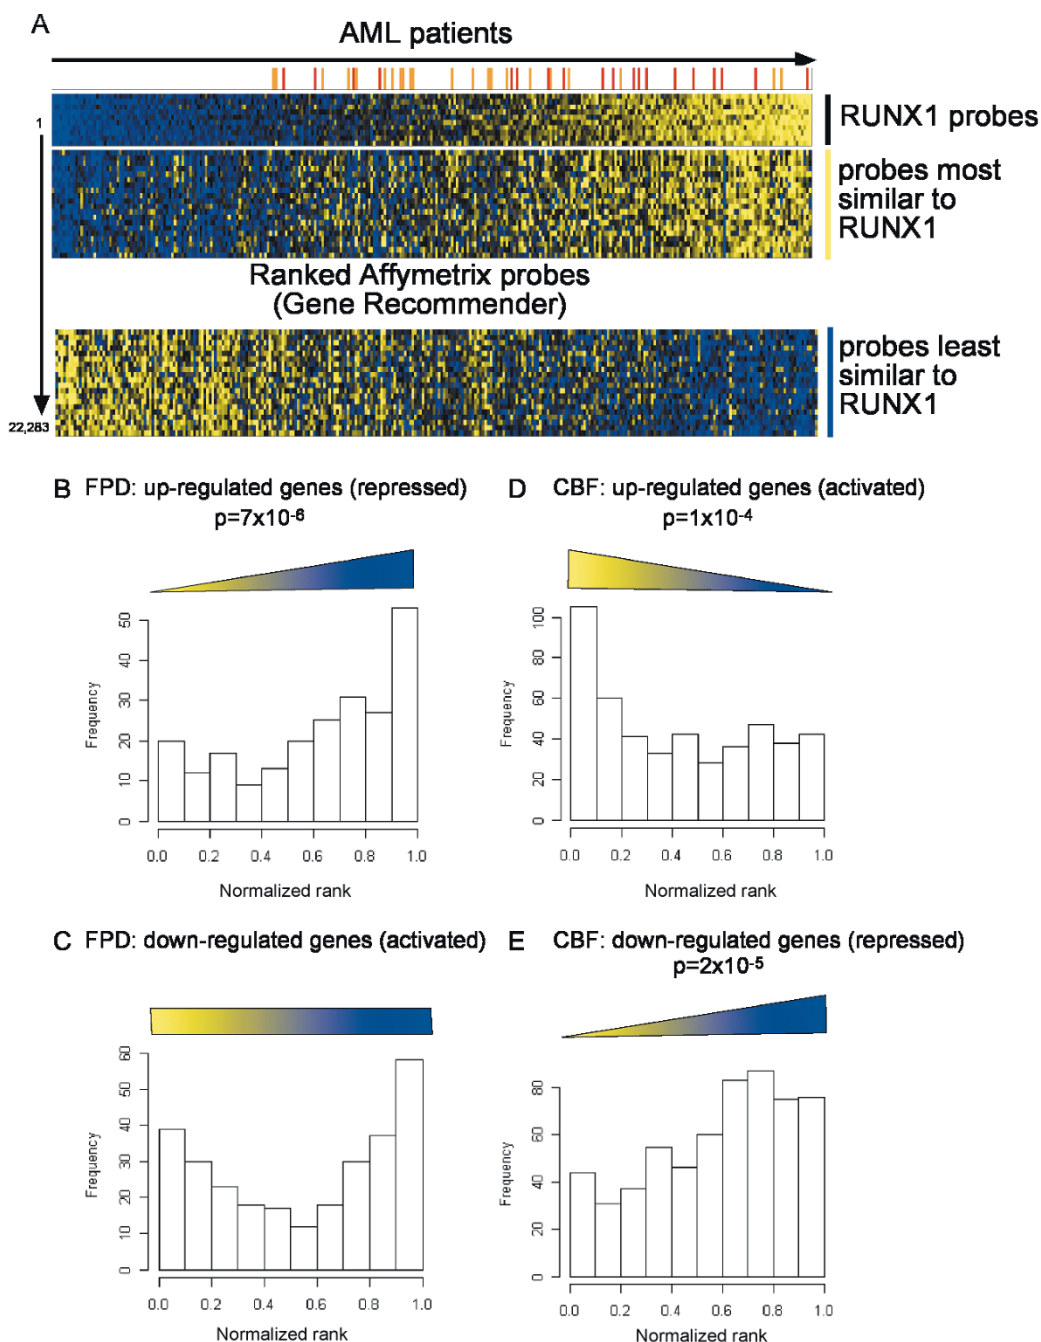 A
AML patients
1
RUNX1 probes
probes most
similar to
RUNX1
Ranked Affymetrix probes
(Gene Recommender)
probes least
similar to
RUNX1
22,283
B FPD: up-regulated genes (repressed)
p=7x10-6
50
40
30
20
10
0
Frequency
0.0 0.2 0.4 0.6 0.8 1.0
Normalized rank
D CBF: up-regulated genes (activated)
p=1x10-4
100
80
60
40
20
0
Frequency
0.0 0.2 0.4 0.6 0.8 1.0
Normalized rank
C FPD: down-regulated genes (activated)
60
50
40
30
20
10
0
Frequency
0.0 0.2 0.4 0.6 0.8 1.0
Normalized rank
E CBF: down-regulated genes (repressed)
p=2x10-5
80
60
40
20
0
Frequency
0.0 0.2 0.4 0.6 0.8 1.0
Normalized rank